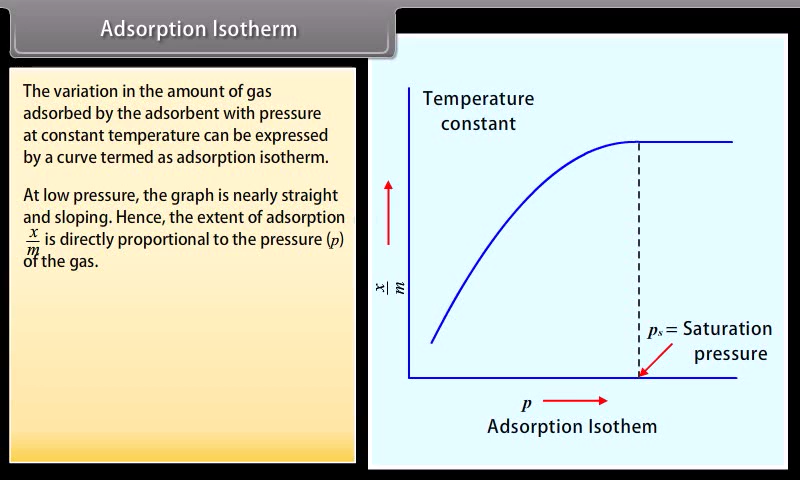 Adsorption Isotherm
The variation in the amount of gas
adsorbed by the adsorbent with pressure
at constant temperature can be expressed
by a curve termed as adsorption isotherm.
At low pressure, the graph is nearly straight
and sloping. Hence, the extent of adsorption
x/m is directly proportional to the pressure (p)
of the gas.
Temperature
constant
x/m
pₛ = Saturation
pressure
p
Adsorption Isothem